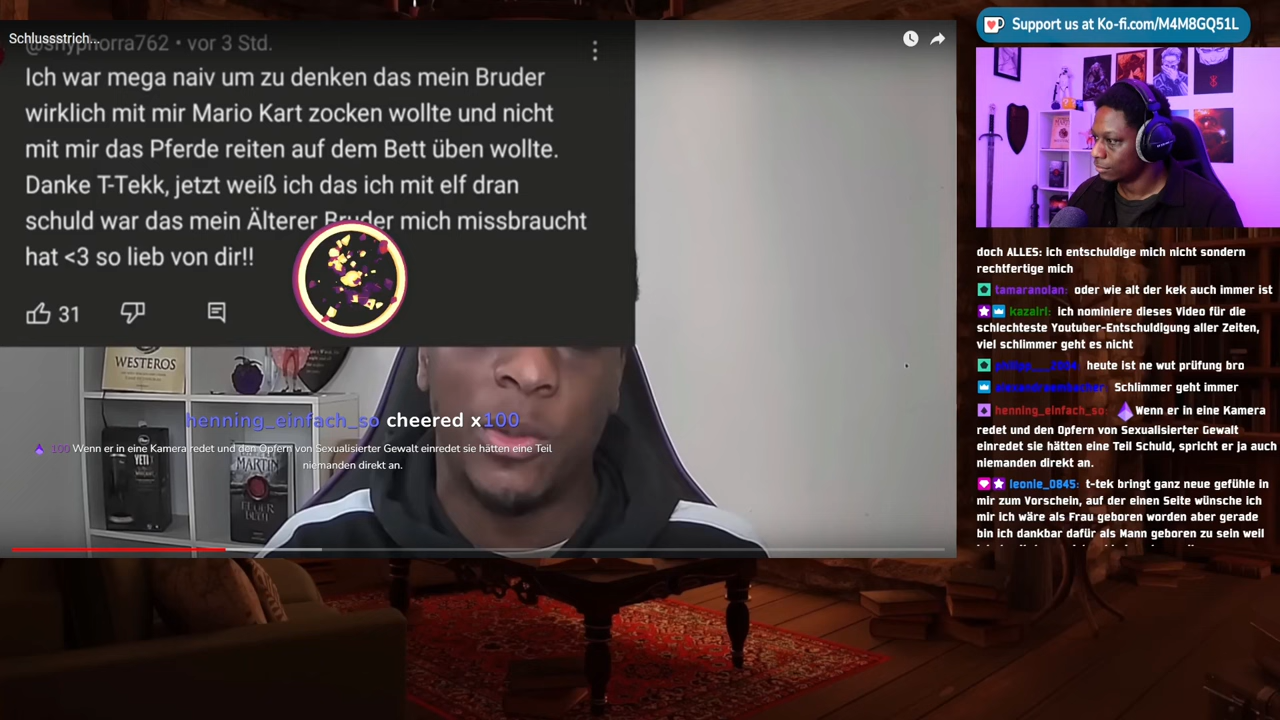 Schlussstrich...
@shyphorra762 • vor 3 Std.
Ich war mega naiv um zu denken das mein Bruder
wirklich mit mir Mario Kart zocken wollte und nicht
mit mir das Pferde reiten auf dem Bett üben wollte.
Danke T-Tekk, jetzt weiß ich das ich mit elf dran
schuld war das mein Älterer Bruder mich missbraucht
hat <3 so lieb von dir!!
31
WESTEROS
YETI
MARTIN
FEUER
BLUT
henning_einfach_so cheered x100
100 Wenn er in eine Kamera redet und den Opfern von Sexualisierter Gewalt einredet sie hätten eine Teil
niemanden direkt an.
Support us at Ko-fi.com/M4M8GQ51L
doch ALLES: ich entschuldige mich nicht sondern
rechtfertige mich
tamaranolan: oder wie alt der kek auch immer ist
kazairi: ich nominiere dieses Video für die
schlechteste Youtuber-Entschuldigung aller Zeiten,
viel schlimmer geht es nicht
heute ist ne wut prüfung bro
Schlimmer geht immer
henning_einfach_so: Wenn er in eine Kamera
redet und den Opfern von Sexualisierter Gewalt
einredet sie hätten eine Teil Schuld, spricht er ja auch
niemanden direkt an.
leonie_0845: t-tek bringt ganz neue gefühle in
mir zum Vorschein, auf der einen Seite wünsche ich
mir ich wäre als Frau geboren worden aber gerade
bin ich dankbar dafür als Mann geboren zu sein weil